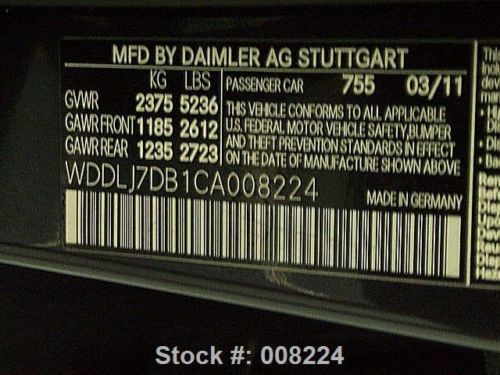 MFD BY DAIMLER AG STUTTGART
KG LBS
PASSENGER CAR 755 03/11
GVWR 2375 5236
GAWR FRONT 1185 2612
GAWR REAR 1235 2723
THIS VEHICLE CONFORMS TO ALL APPLICABLE
U.S. FEDERAL MOTOR VEHICLE SAFETY, BUMPER
AND THEFT PREVENTION STANDARDS IN EFFECT
ON THE DATE OF MANUFACTURE SHOWN ABOVE
WDDLJ7DB1CA008224
MADE IN GERMANY
Stock #: 008224